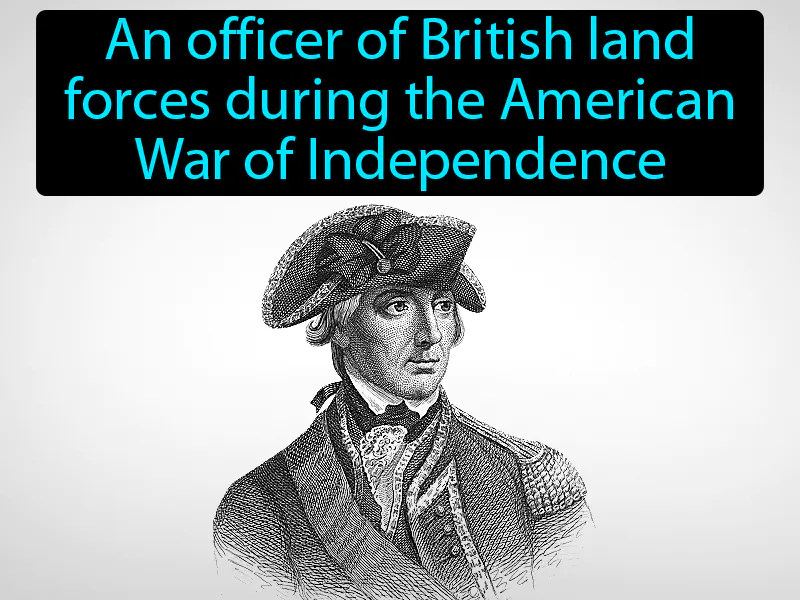 An officer of British land
forces during the American
War of Independence